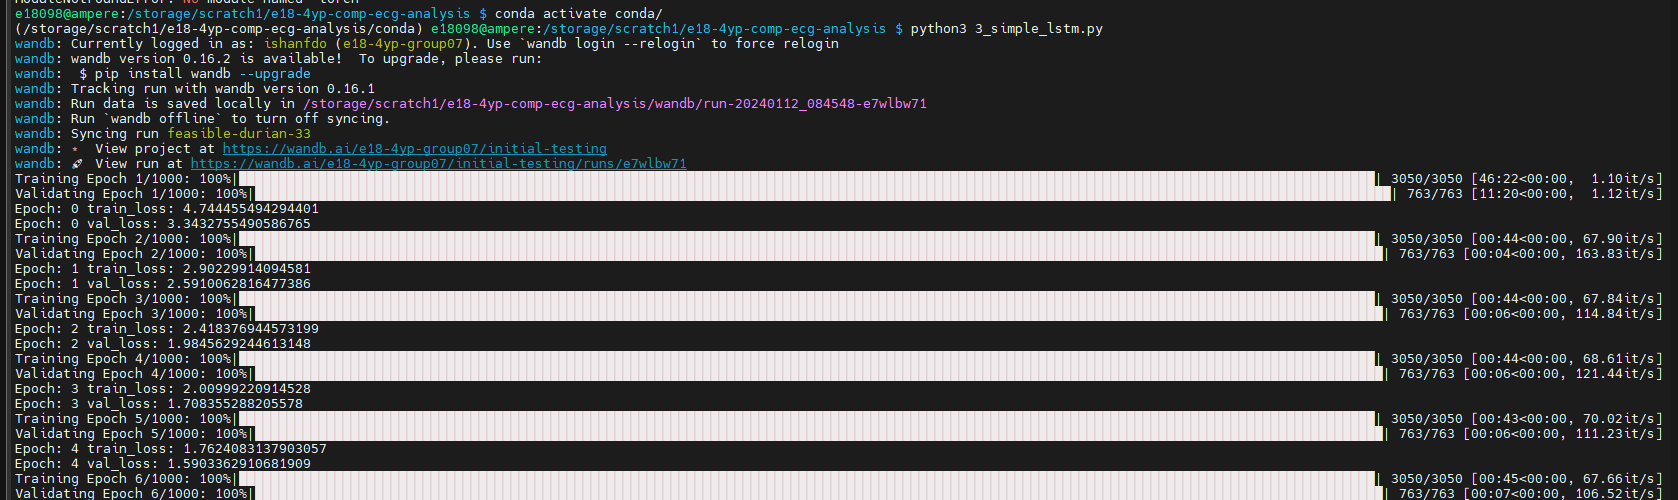 ModuleNotFoundError: No module named 'torch'
e18098@ampere:/storage/scratch1/e18-4yp-comp-ecg-analysis $ conda activate conda/
(/storage/scratch1/e18-4yp-comp-ecg-analysis/conda) e18098@ampere:/storage/scratch1/e18-4yp-comp-ecg-analysis $ python3 3_simple_lstm.py
wandb: Currently logged in as: ishanfdo (e18-4yp-group07). Use `wandb login --relogin` to force relogin
wandb: wandb version 0.16.2 is available!  To upgrade, please run:
wandb:  $ pip install wandb --upgrade
wandb: Tracking run with wandb version 0.16.1
wandb: Run data is saved locally in /storage/scratch1/e18-4yp-comp-ecg-analysis/wandb/run-20240112_084548-e7wlbw71
wandb: Run `wandb offline` to turn off syncing.
wandb: Syncing run feasible-durian-33
wandb: ⭐ View project at https://wandb.ai/e18-4yp-group07/initial-testing
wandb: 🚀 View run at https://wandb.ai/e18-4yp-group07/initial-testing/runs/e7wlbw71
Training Epoch 1/1000: 100%| | 3050/3050 [46:22<00:00,  1.10it/s]
Validating Epoch 1/1000: 100%| | 763/763 [11:20<00:00,  1.12it/s]
Epoch: 0 train_loss: 4.744455494294401
Epoch: 0 val_loss: 3.3432755490586765
Training Epoch 2/1000: 100%| | 3050/3050 [00:44<00:00, 67.90it/s]
Validating Epoch 2/1000: 100%| | 763/763 [00:04<00:00, 163.83it/s]
Epoch: 1 train_loss: 2.90229914094581
Epoch: 1 val_loss: 2.5910062816477386
Training Epoch 3/1000: 100%| | 3050/3050 [00:44<00:00, 67.84it/s]
Validating Epoch 3/1000: 100%| | 763/763 [00:06<00:00, 114.84it/s]
Epoch: 2 train_loss: 2.418376944573199
Epoch: 2 val_loss: 1.9845629244613148
Training Epoch 4/1000: 100%| | 3050/3050 [00:44<00:00, 68.61it/s]
Validating Epoch 4/1000: 100%| | 763/763 [00:06<00:00, 121.44it/s]
Epoch: 3 train_loss: 2.00999220914528
Epoch: 3 val_loss: 1.708355288205578
Training Epoch 5/1000: 100%| | 3050/3050 [00:43<00:00, 70.02it/s]
Validating Epoch 5/1000: 100%| | 763/763 [00:06<00:00, 111.23it/s]
Epoch: 4 train_loss: 1.7624083137903057
Epoch: 4 val_loss: 1.5903362910681909
Training Epoch 6/1000: 100%| | 3050/3050 [00:45<00:00, 67.66it/s]
Validating Epoch 6/1000: 100%| | 763/763 [00:07<00:00, 106.52it/s]